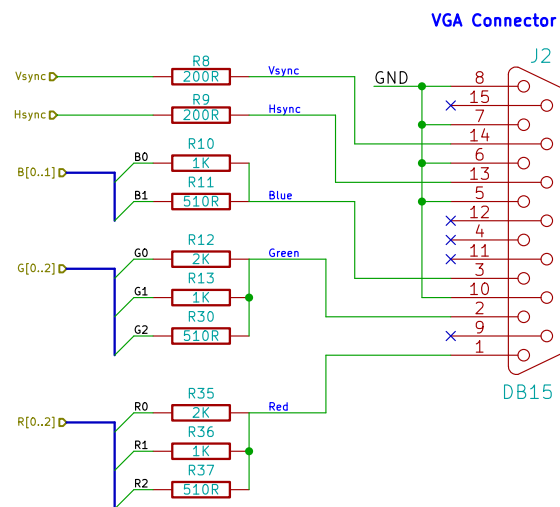 VGA Connector
J2
R8
Vsync
200R
Vsync
GND
8
15
R9
Hsync
200R
Hsync
7
14
R10
B0
1K
6
B[0..1]
13
R11
B1
510R
Blue
5
12
R12
G0
2K
Green
4
11
G[0..2]
3
R13
G1
1K
10
2
R30
G2
510R
9
1
R35
DB15
R0
2K
Red
R[0..2]
R36
R1
1K
R37
R2
510R